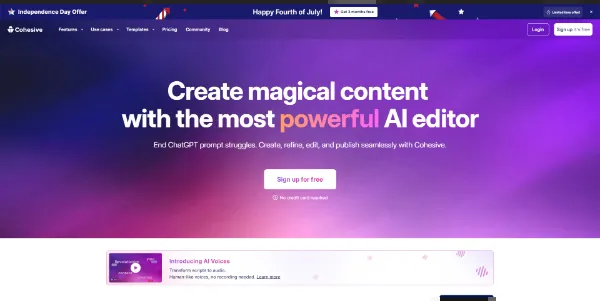 Independence Day Offer
Happy Fourth of July!
Get 2 months free
Limited time offer!
Cohesive
Features
Use cases
Templates
Pricing
Community
Blog
Login
Sign up it's free
Create magical content
with the most powerful AI editor
End ChatGPT prompt struggles. Create, refine, edit, and publish seamlessly with Cohesive.
Sign up for free
No credit card required
Introducing AI Voices
Transform scripts to audio.
Human-like voices, no recording needed. Learn more